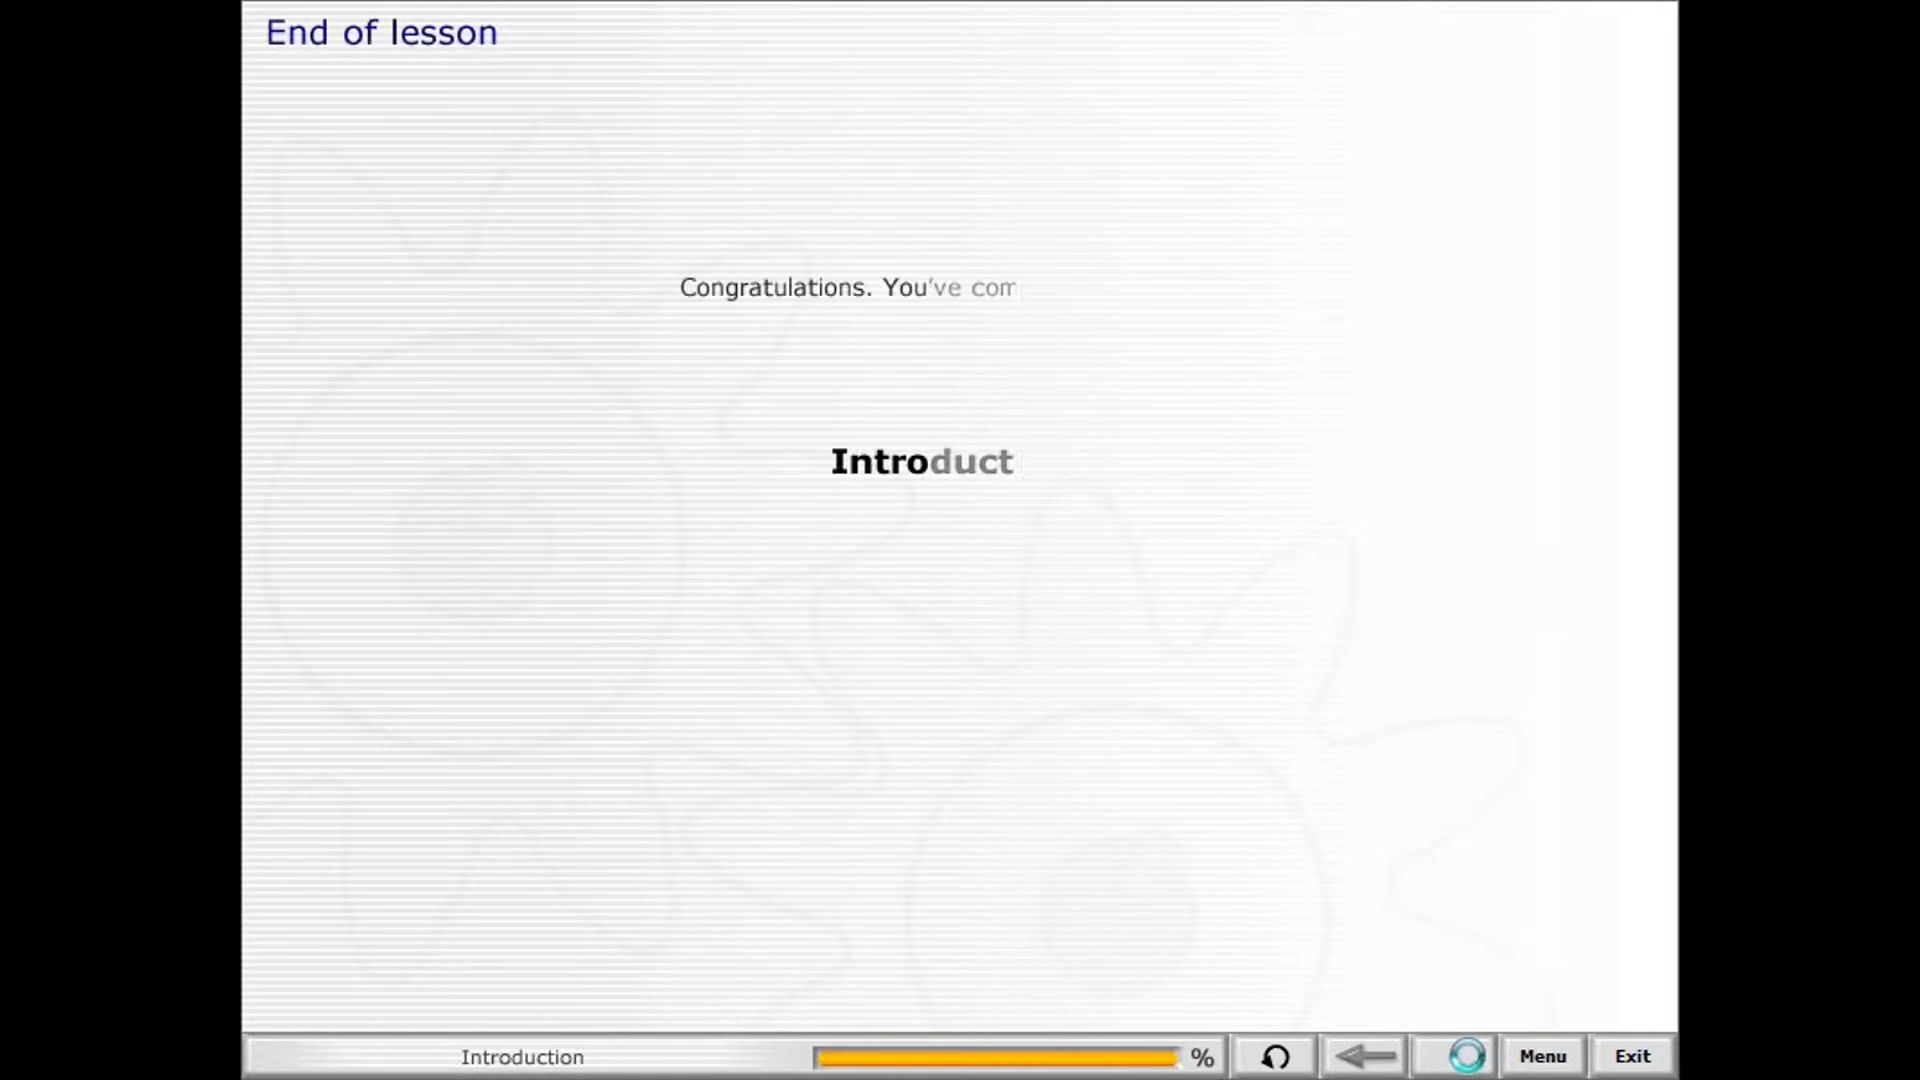 End of lesson
Congratulations. You've com
Introduct
Introduction
%
Menu
Exit